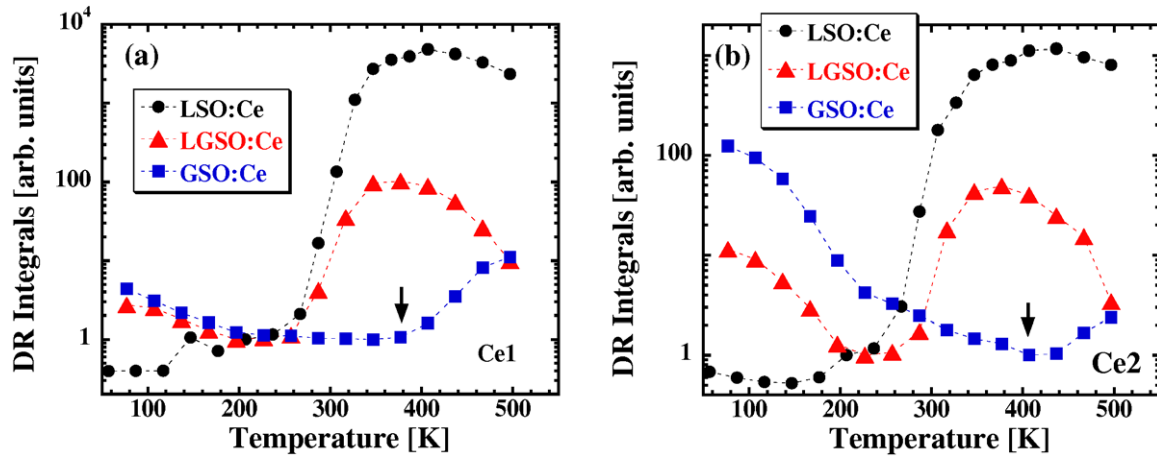 (a)
DR Integrals [arb. units]
10⁴
100
1
LSO:Ce
LGSO:Ce
GSO:Ce
Ce1
100 200 300 400 500
Temperature [K]
(b)
DR Integrals [arb. units]
100
1
LSO:Ce
LGSO:Ce
GSO:Ce
Ce2
100 200 300 400 500
Temperature [K]